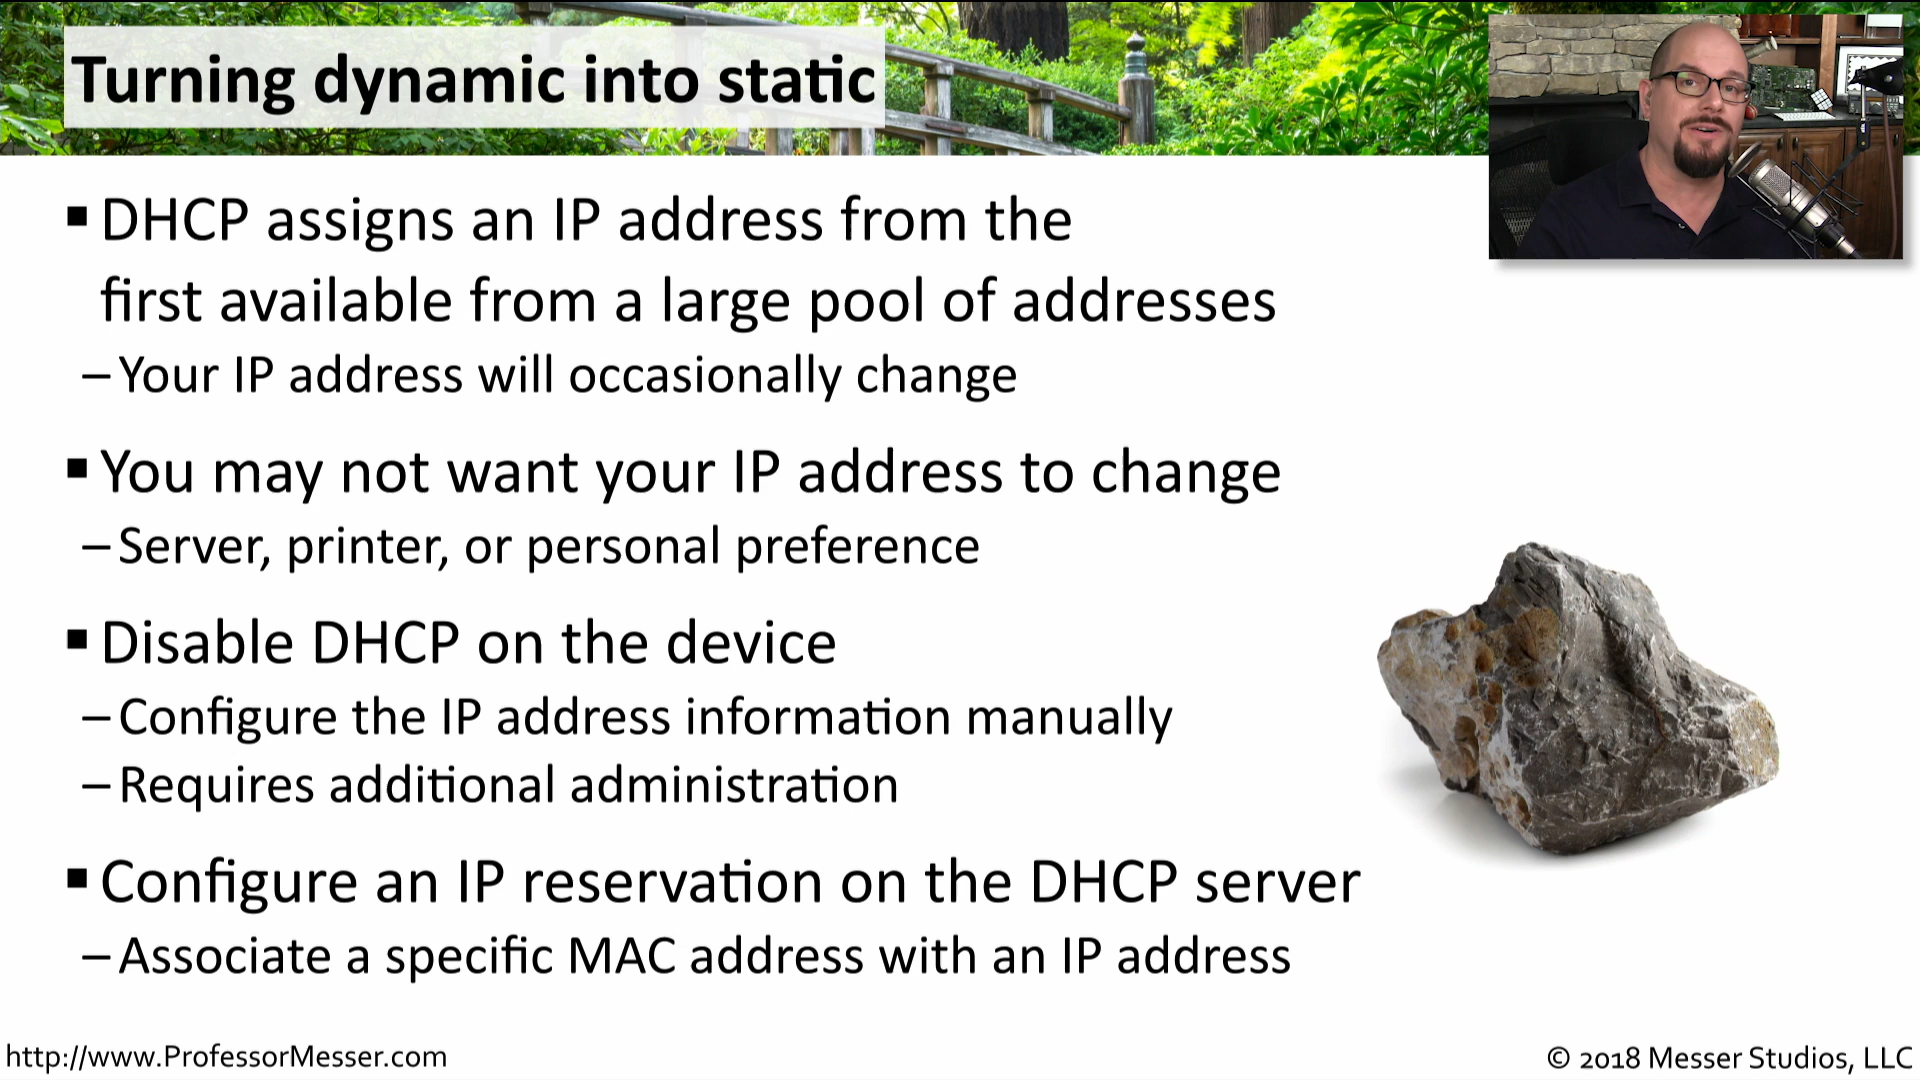 Turning dynamic into static
▪ DHCP assigns an IP address from the
first available from a large pool of addresses
– Your IP address will occasionally change
▪ You may not want your IP address to change
– Server, printer, or personal preference
▪ Disable DHCP on the device
– Configure the IP address information manually
– Requires additional administration
▪ Configure an IP reservation on the DHCP server
– Associate a specific MAC address with an IP address
http://www.ProfessorMesser.com
© 2018 Messer Studios, LLC